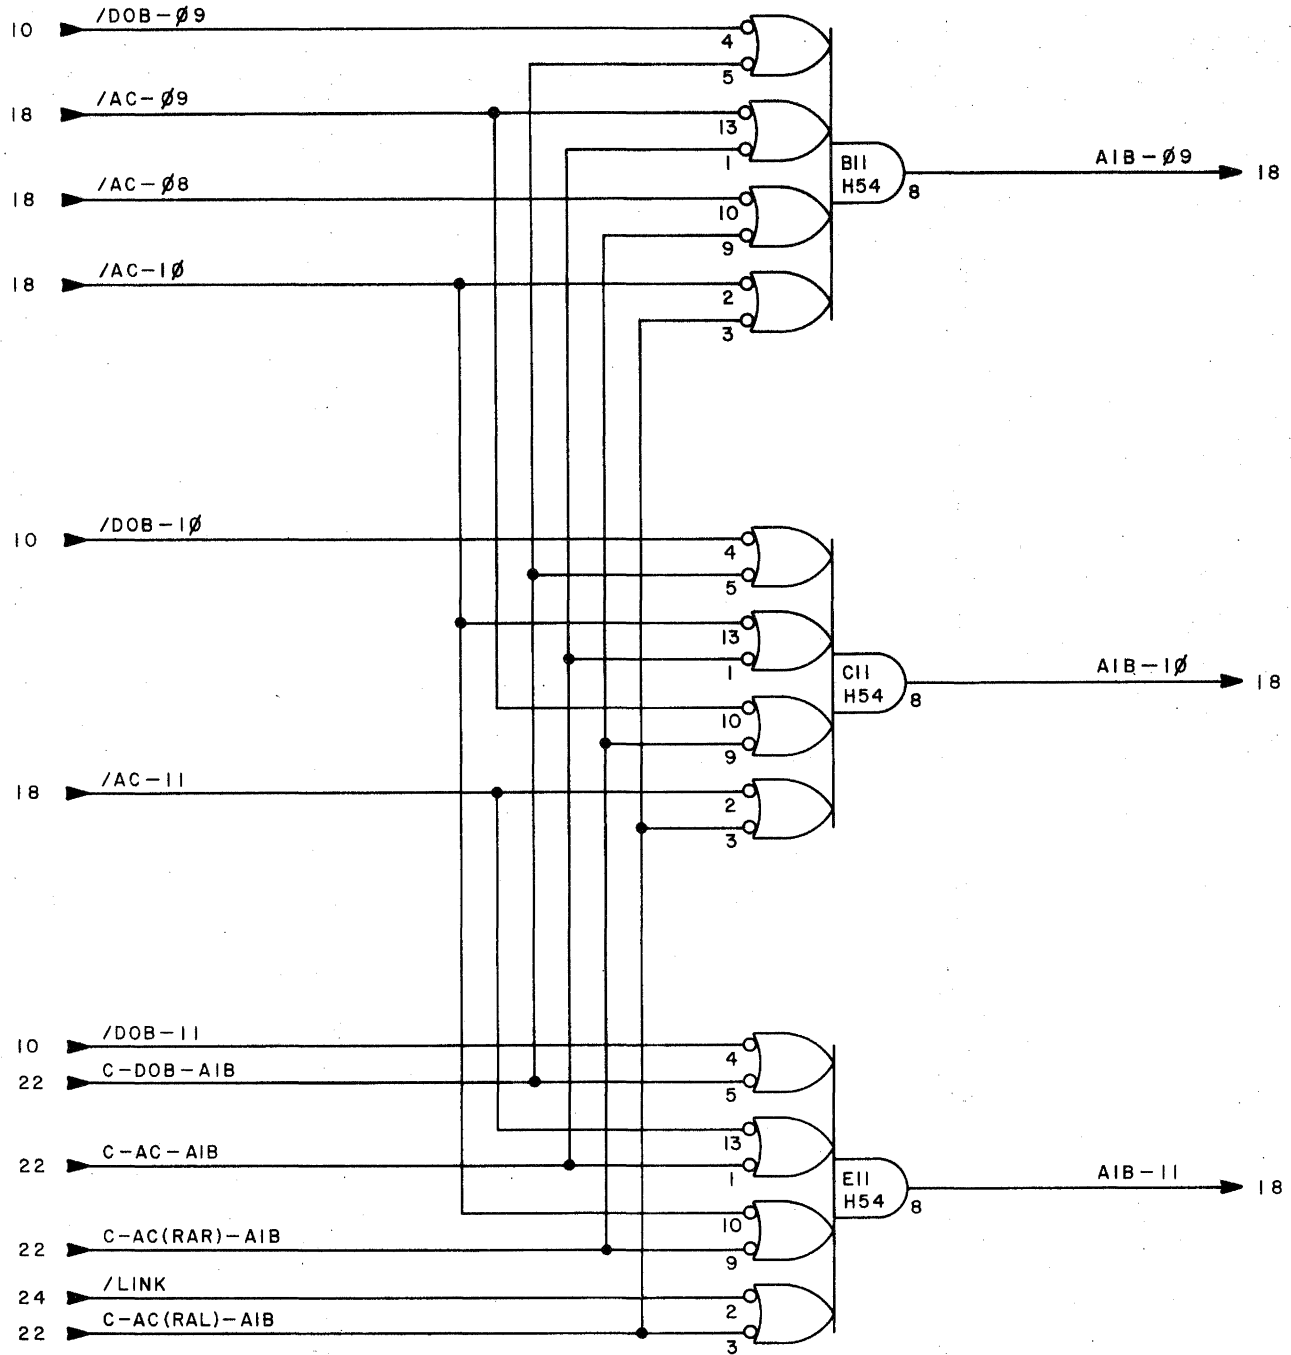 /DOB-Ø9
10
4
5
/AC-Ø9
18
13
1
B11
H54
8
AIB-Ø9
18
/AC-Ø8
18
10
9
/AC-1Ø
18
2
3
/DOB-1Ø
10
4
5
13
1
C11
H54
8
AIB-1Ø
18
10
9
/AC-11
18
2
3
/DOB-11
10
4
C-DOB-AIB
22
5
13
C-AC-AIB
22
1
E11
H54
8
AIB-11
18
10
C-AC(RAR)-AIB
22
9
/LINK
24
2
C-AC(RAL)-AIB
22
3